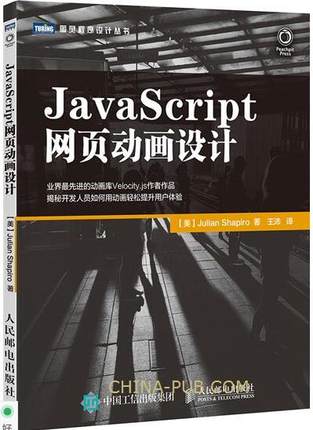 TURING
图灵程序设计丛书
Peachpit
Press
JavaScript
网页动画设计
业界最先进的动画库Velocity.js作者作品
揭秘开发人员如何用动画轻松提升用户体验
[美] Julian Shapiro 著 王沛 译
CHINA-PUB.COM
中国工信出版集团
人民邮电出版社
POSTS & TELECOM PRESS
JavaScript网页动画设计
[美] Julian Shapiro 著
人民邮电出版社
好